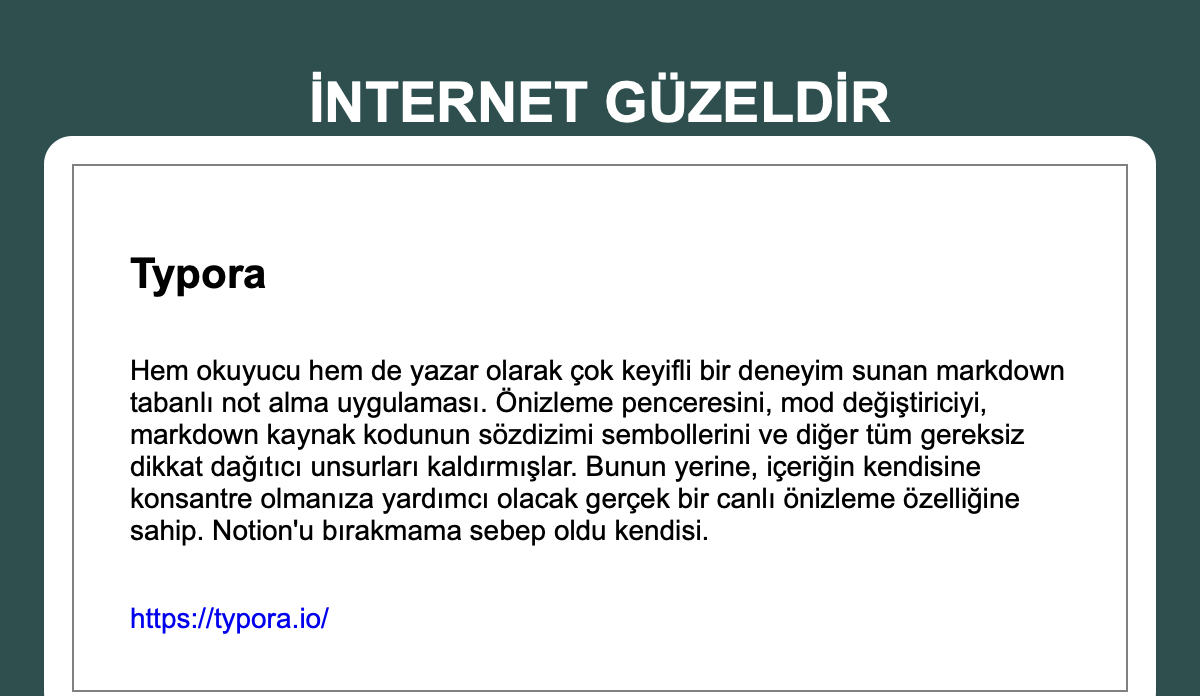 İNTERNET GÜZELDİR
Typora
Hem okuyucu hem de yazar olarak çok keyifli bir deneyim sunan markdown
tabanlı not alma uygulaması. Önizleme penceresini, mod değiştiriciyi,
markdown kaynak kodunun sözdizimi sembollerini ve diğer tüm gereksiz
dikkat dağıtıcı unsurları kaldırmışlar. Bunun yerine, içeriğin kendisine
konsantre olmanıza yardımcı olacak gerçek bir canlı önizleme özelliğine
sahip. Notion'u bırakmama sebep oldu kendisi.
https://typora.io/